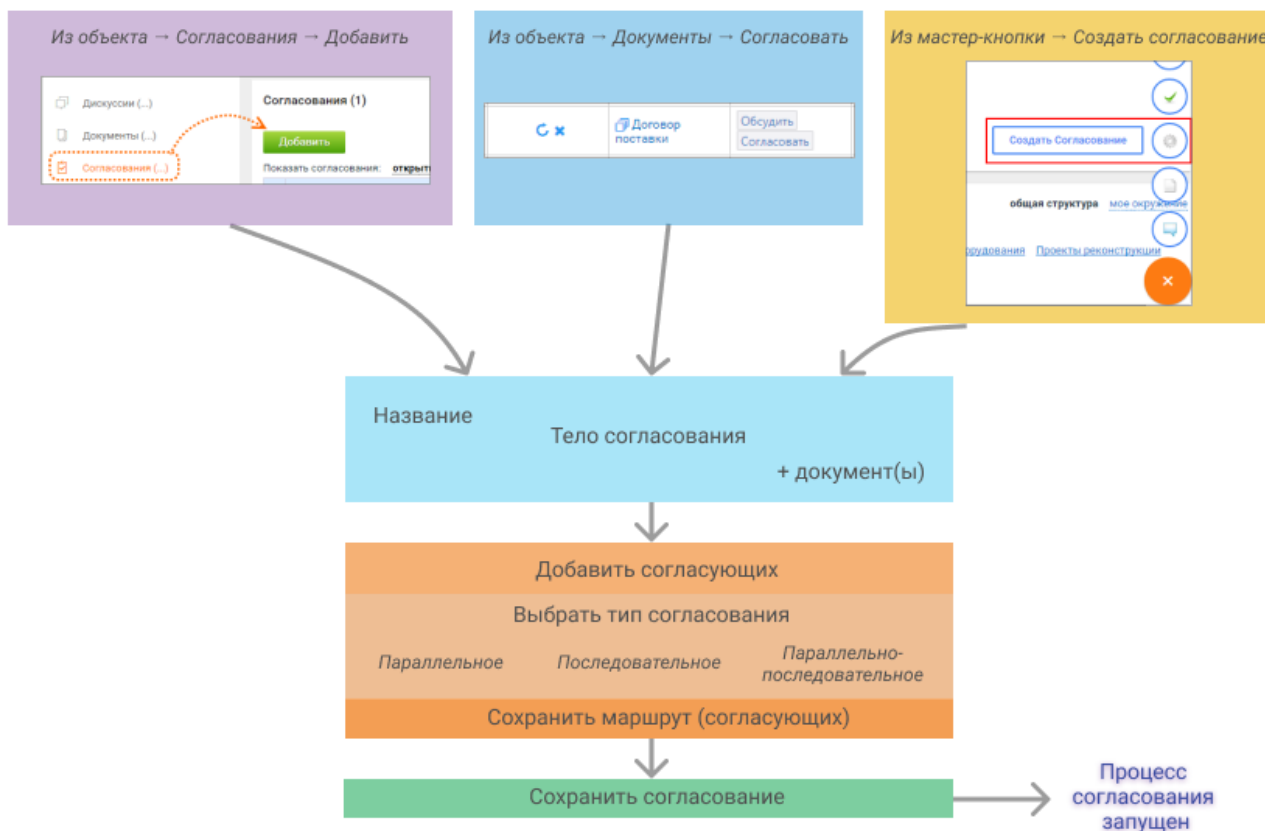 Из объекта → Согласования → Добавить
Дискуссии (...)
Документы (...)
Согласования (...)
Согласования (1)
Добавить
Показать согласования: открыт
Из объекта → Документы → Согласовать
Договор
поставки
Обсудить
Согласовать
Из мастер-кнопки → Создать согласование
Создать Согласование
общая структура мое окружение
орудования Проекты реконструкции
Название
Тело согласования
+ документ(ы)
Добавить согласующих
Выбрать тип согласования
Параллельное
Последовательное
Параллельно-
последовательное
Сохранить маршрут (согласующих)
Сохранить согласование
Процесс
согласования
запущен